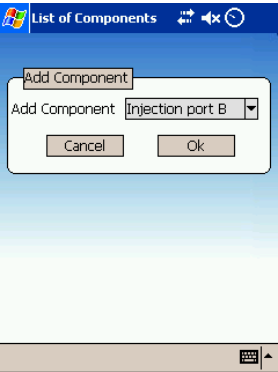 List of Components
Add Component
Add Component Injection port B
Cancel Ok